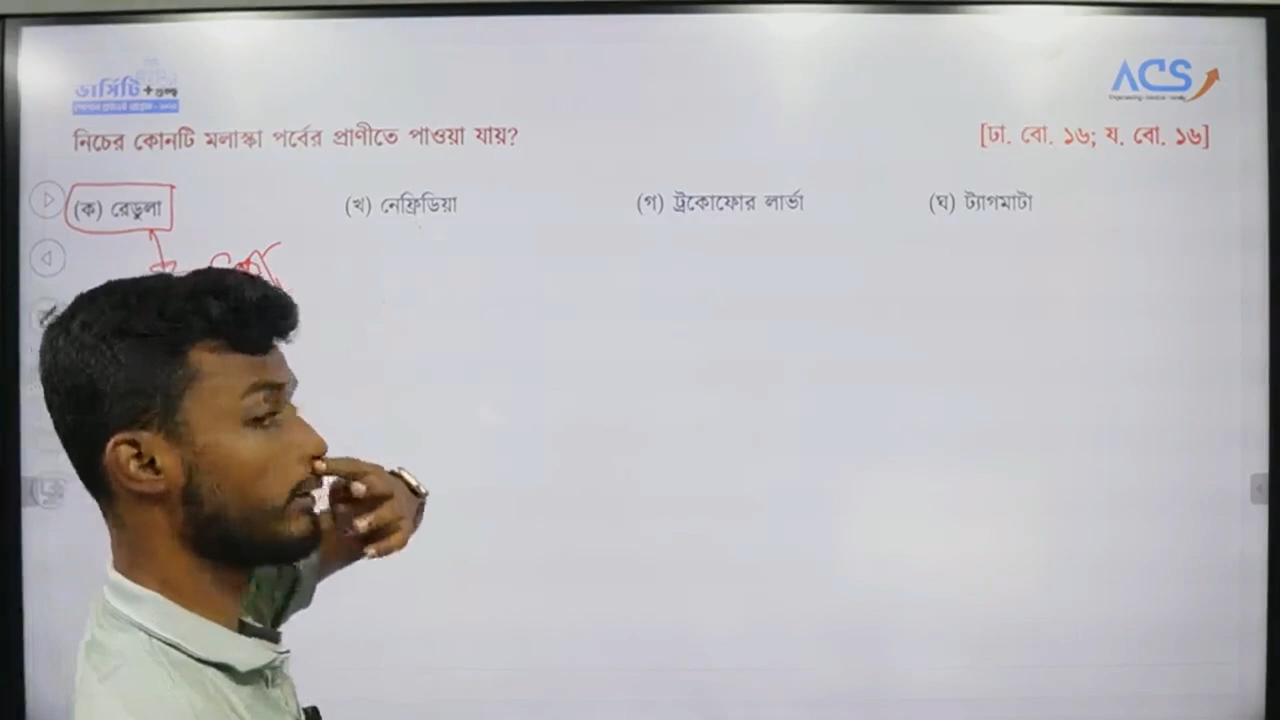 ভার্সিটি +
ACS
নিচের কোনটি মলাস্কা পর্বের প্রাণীতে পাওয়া যায়?
[ঢা. বো. ১৬; য. বো. ১৬]
(ক) রেডুলা
(খ) নেফ্রিডিয়া
(গ) ট্রকোফোর লার্ভা
(ঘ) ট্যাগমাটা